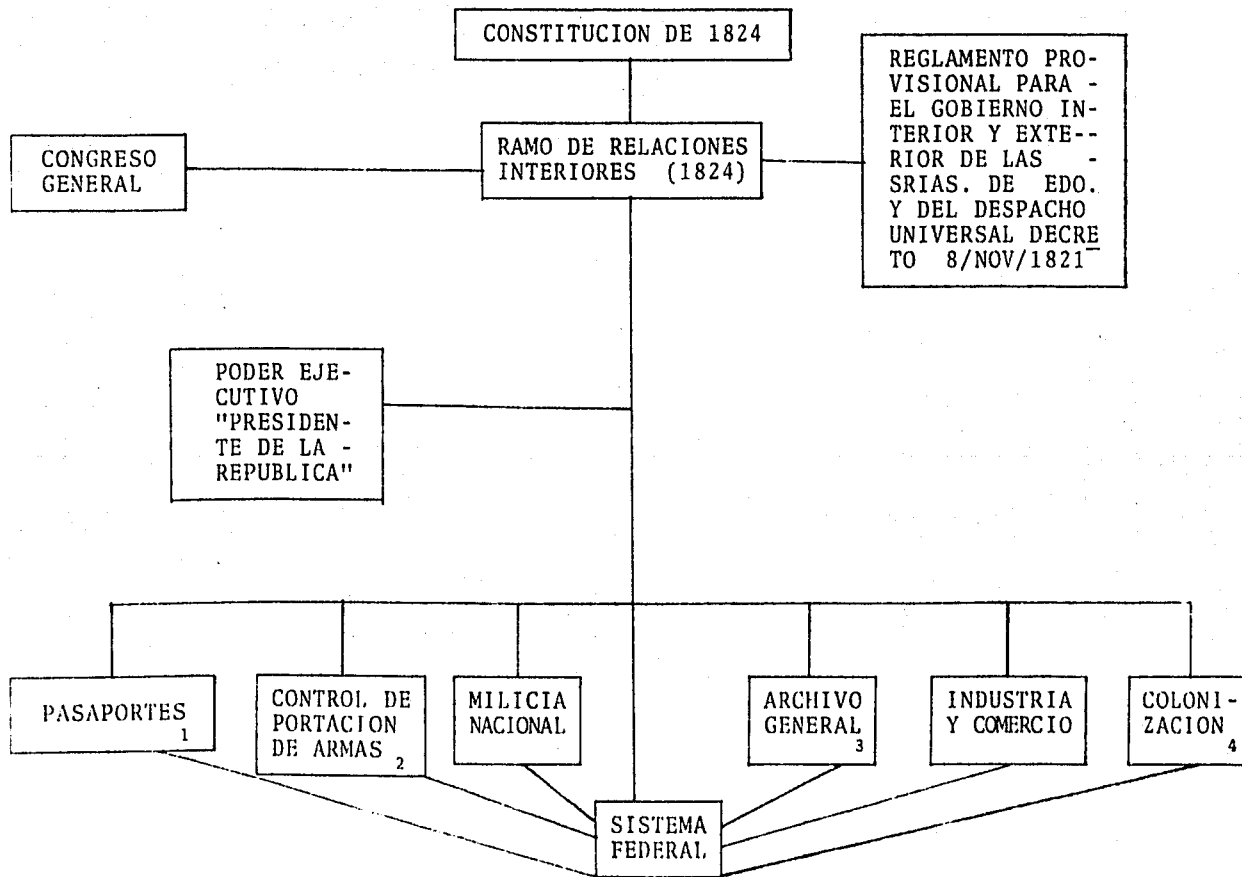 CONSTITUCION DE 1824
REGLAMENTO PRO-
VISIONAL PARA -
EL GOBIERNO IN-
TERIOR Y EXTE--
RIOR DE LAS -
SRIAS. DE EDO.
Y DEL DESPACHO
UNIVERSAL DECRE
TO 8/NOV/1821
CONGRESO
GENERAL
RAMO DE RELACIONES
INTERIORES (1824)
PODER EJE-
CUTIVO
"PRESIDEN-
TE DE LA -
REPUBLICA"
PASAPORTES
1
CONTROL DE
PORTACION
DE ARMAS
2
MILICIA
NACIONAL
ARCHIVO
GENERAL
3
INDUSTRIA
Y COMERCIO
COLONI-
ZACION
4
SISTEMA
FEDERAL